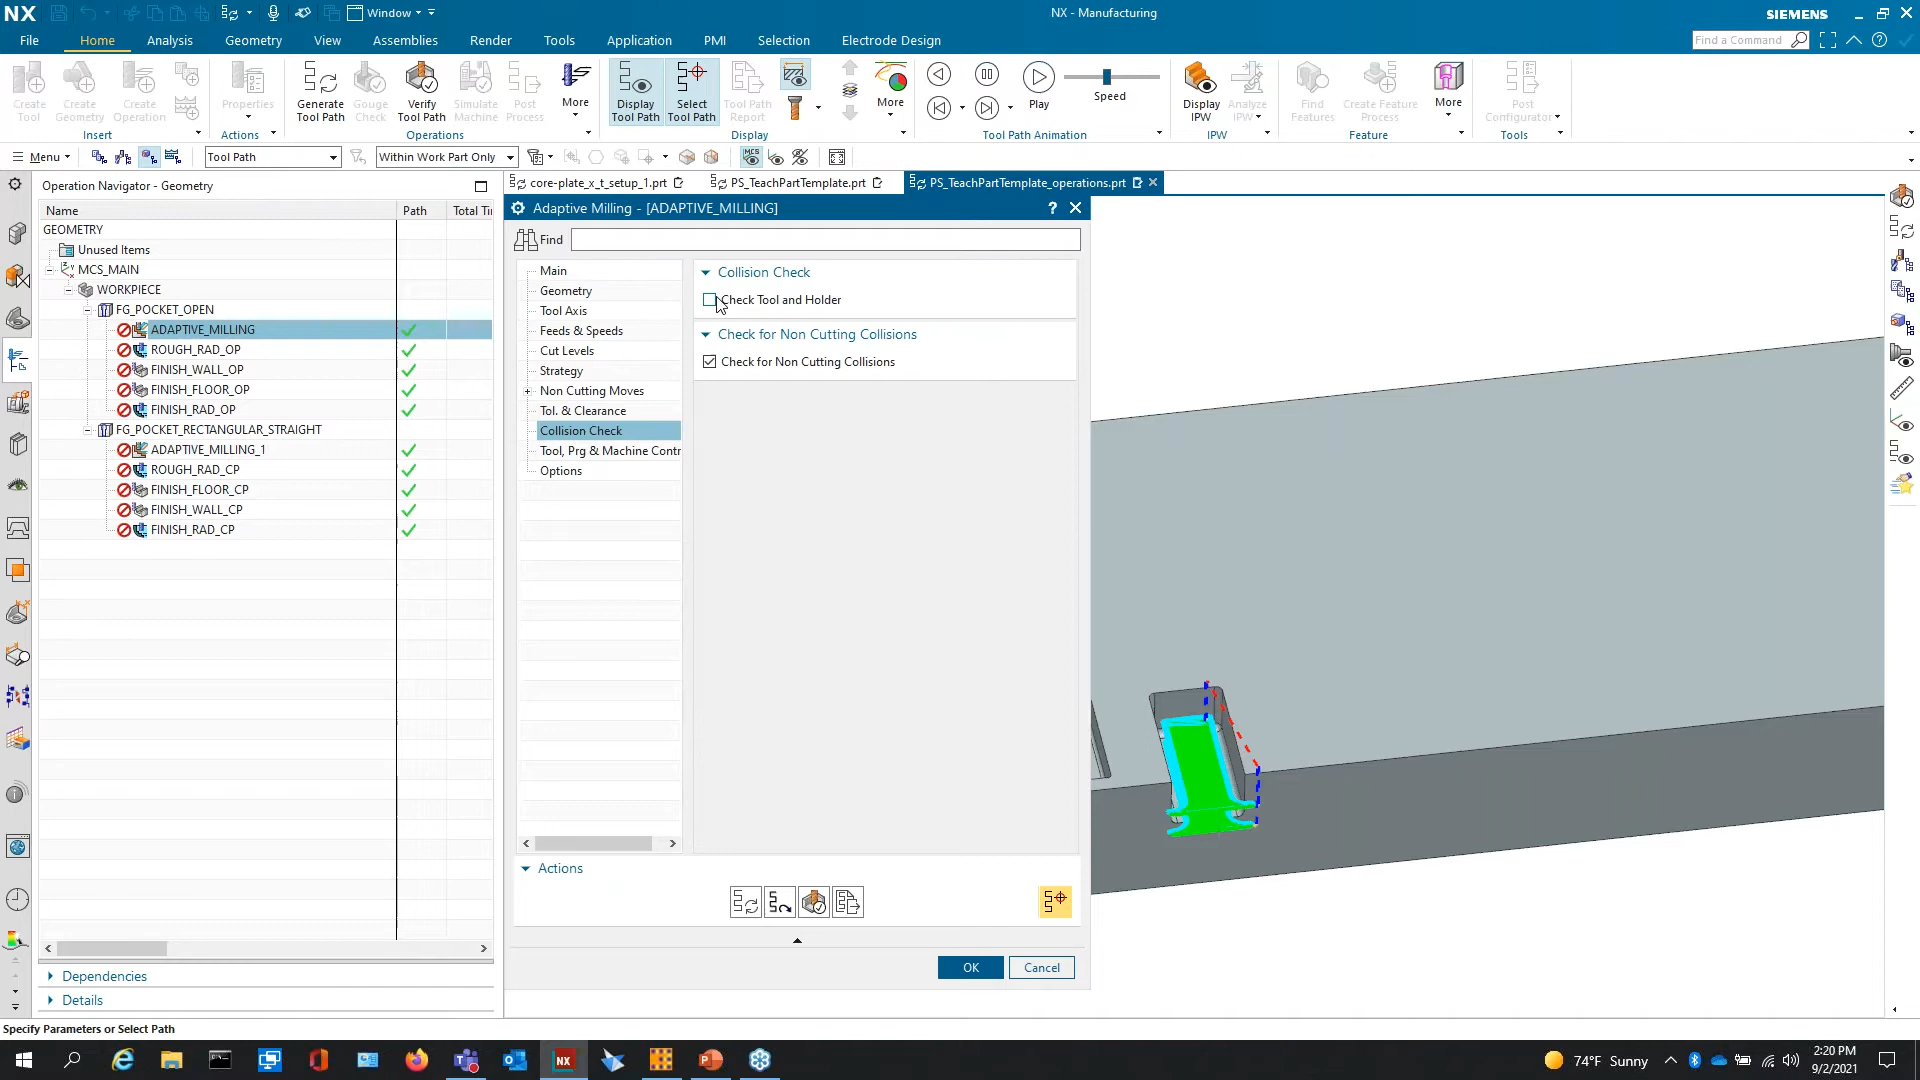 NX
Window
NX - Manufacturing
SIEMENS
File Home Analysis Geometry View Assemblies Render Tools Application PMI Selection Electrode Design
Find a Command
Create Tool
Create Geometry
Create Operation
Insert
Properties
Actions
Generate Tool Path
Gouge Check
Verify Tool Path
Simulate Machine
Post Process
More
Operations
Display Tool Path
Select Tool Path
Tool Path Report
More
Display
Play
Speed
Tool Path Animation
Display IPW
Analyze IPW
IPW
Find Features
Create Feature Process
More
Feature
Post Configurator
Tools
Menu
Tool Path
Within Work Part Only
MCS
Operation Navigator - Geometry
core-plate_x_t_setup_1.prt
PS_TeachPartTemplate.prt
PS_TeachPartTemplate_operations.prt
Name Path Total Ti
GEOMETRY
Unused Items
MCS_MAIN
WORKPIECE
FG_POCKET_OPEN
ADAPTIVE_MILLING
ROUGH_RAD_OP
FINISH_WALL_OP
FINISH_FLOOR_OP
FINISH_RAD_OP
FG_POCKET_RECTANGULAR_STRAIGHT
ADAPTIVE_MILLING_1
ROUGH_RAD_CP
FINISH_FLOOR_CP
FINISH_WALL_CP
FINISH_RAD_CP
Dependencies
Details
Adaptive Milling - [ADAPTIVE_MILLING]
Find
Main
Geometry
Tool Axis
Feeds & Speeds
Cut Levels
Strategy
Non Cutting Moves
Tol. & Clearance
Collision Check
Tool, Prg & Machine Contr
Options
Collision Check
Check Tool and Holder
Check for Non Cutting Collisions
Check for Non Cutting Collisions
Actions
OK
Cancel
Specify Parameters or Select Path
NX
74°F Sunny
2:20 PM
9/2/2021